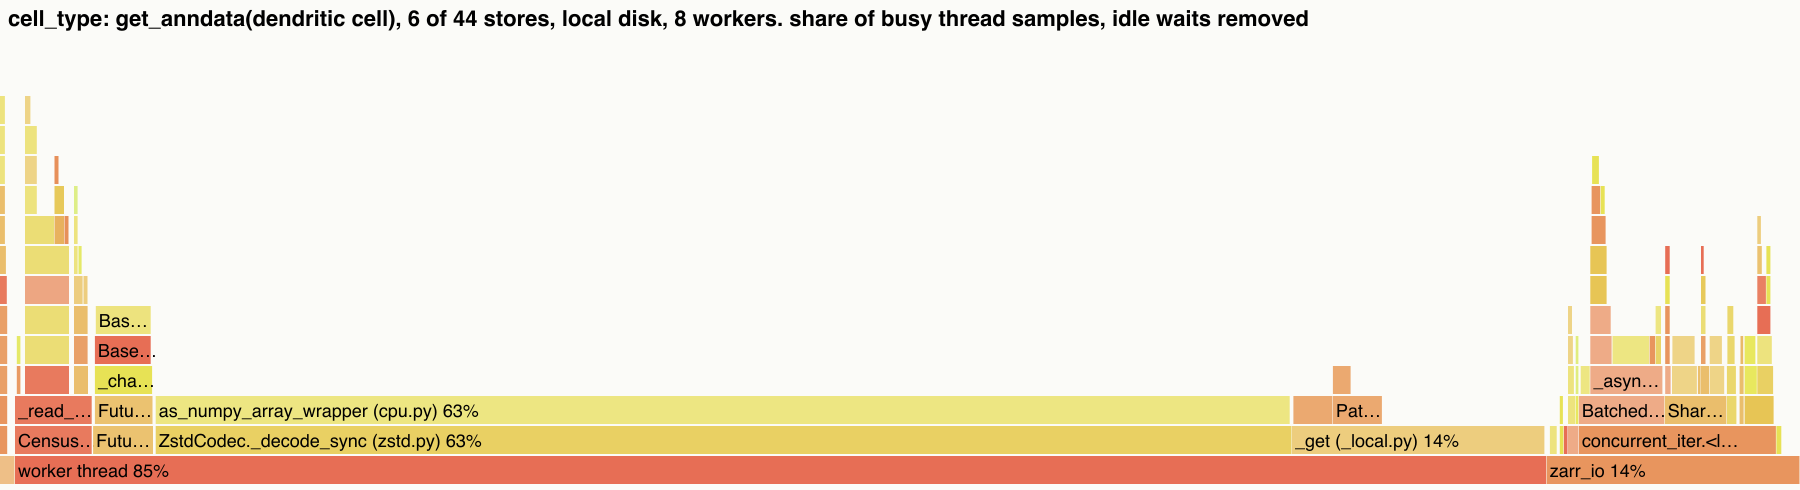 cell_type: get_anndata(dendritic cell), 6 of 44 stores, local disk, 8 workers. share of busy thread samples, idle waits removed
Bas…
Base…
_cha… _asyn…
_read_… Futu… as_numpy_array_wrapper (cpu.py) 63% Pat… Batched… Shar…
Census… Futu… ZstdCodec._decode_sync (zstd.py) 63% _get (_local.py) 14% concurrent_iter.<l…
worker thread 85% zarr_io 14%